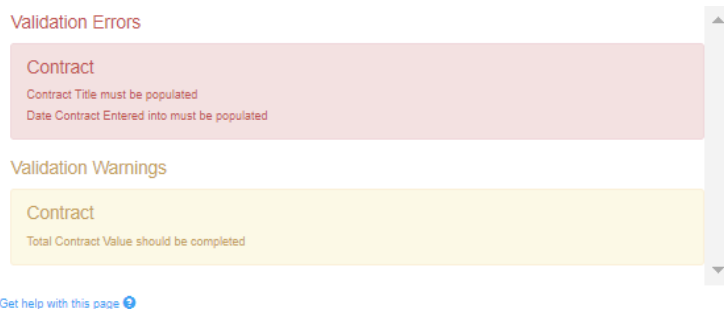 Validation Errors
Contract
Contract Title must be populated
Date Contract Entered into must be populated
Validation Warnings
Contract
Total Contract Value should be completed
Get help with this page